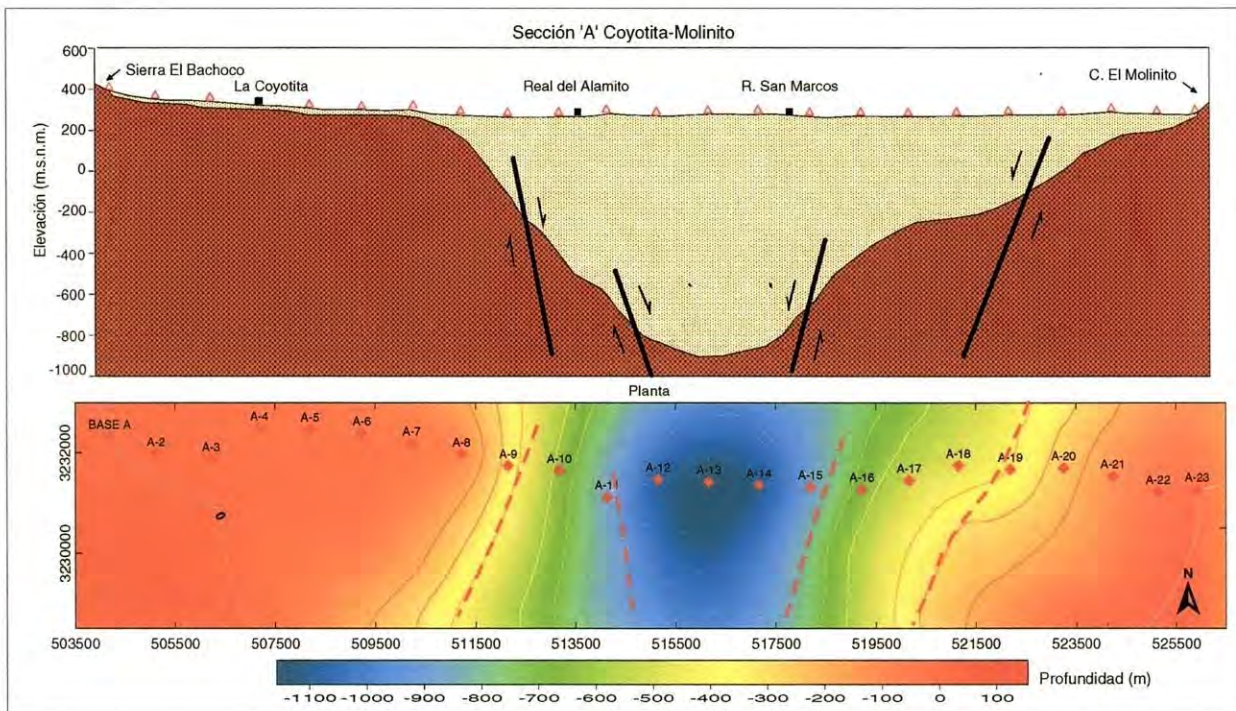 Sección 'A' Coyotita-Molinito
600
400
200
0
-200
-400
-600
-800
-1000
Elevación (m.s.n.m.)
Sierra El Bachoco
La Coyotita
Real del Alamito
R. San Marcos
C. El Molinito
Planta
3232000
3230000
BASE A
A-2
A-3
A-4
A-5
A-6
A-7
A-8
A-9
A-10
A-11
A-12
A-13
A-14
A-15
A-16
A-17
A-18
A-19
A-20
A-21
A-22
A-23
N
503500 505500 507500 509500 511500 513500 515500 517500 519500 521500 523500 525500
-1100 -1000 -900 -800 -700 -600 -500 -400 -300 -200 -100 0 100
Profundidad (m)